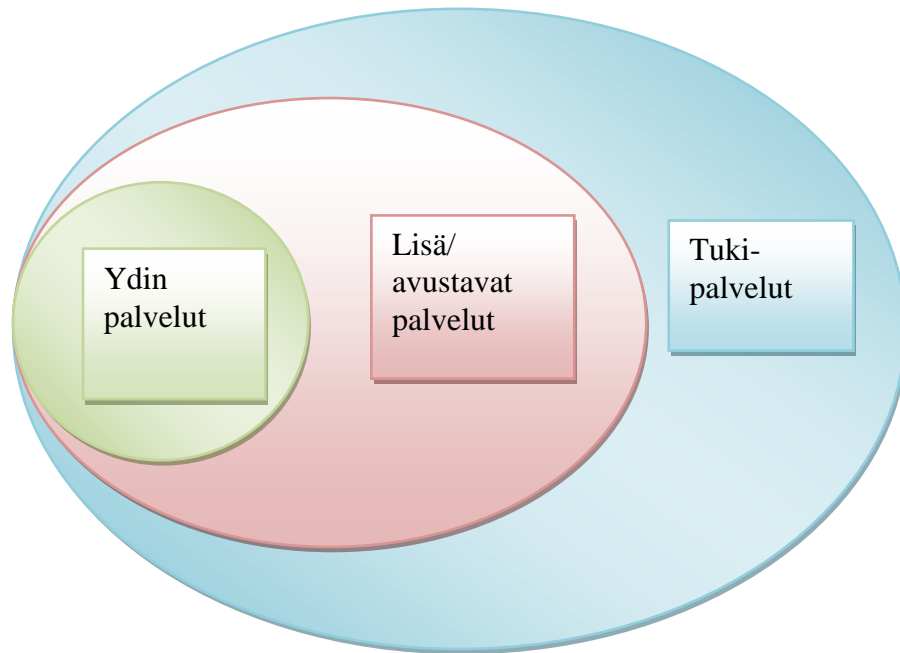 Ydin
palvelut
Lisä/
avustavat
palvelut
Tuki-
palvelut